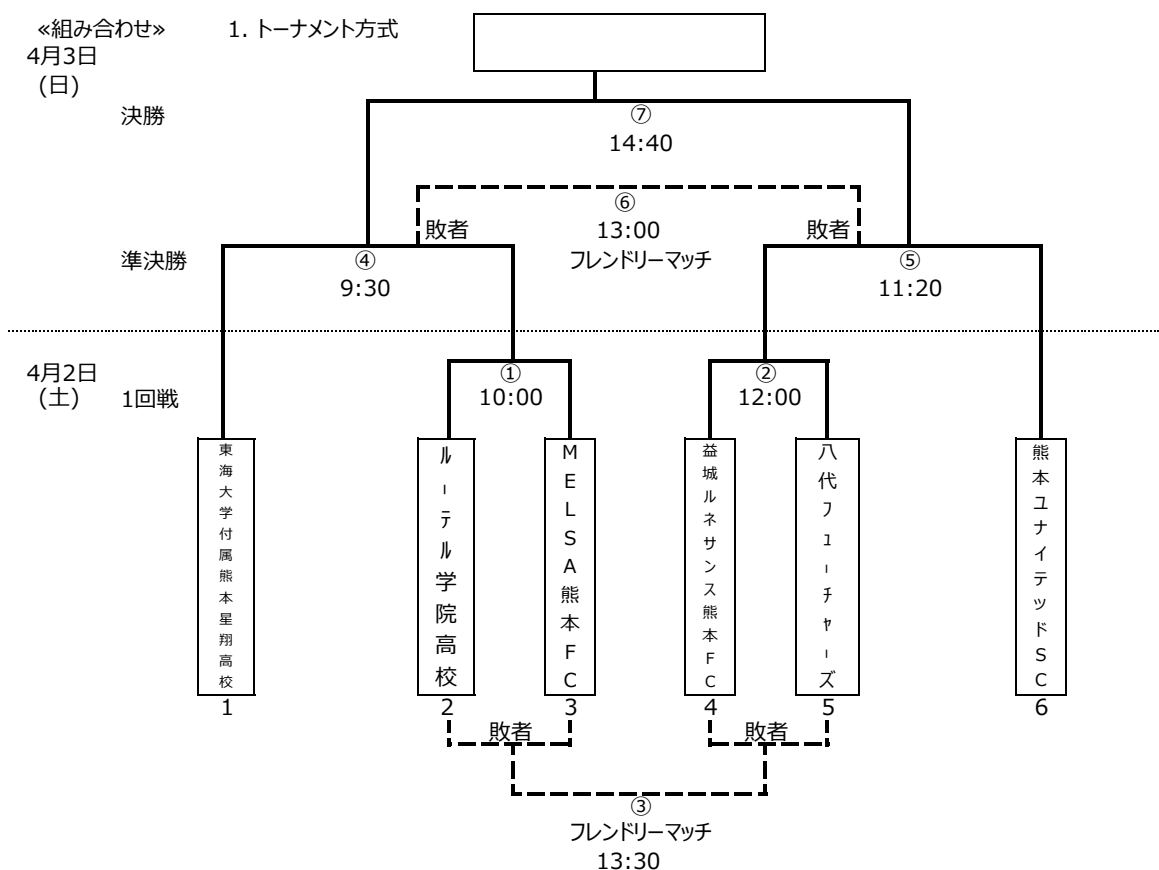 ≪組み合わせ≫ 1. トーナメント方式
4月3日
(日)
決勝
⑦
14:40
⑥
13:00
フレンドリーマッチ
敗者
敗者
準決勝
④
9:30
⑤
11:20
4月2日
(土)
1回戦
①
10:00
②
12:00
東海大学付属熊本星翔高校
ルーテル学院高校
MELSA熊本FC
益城ルネサンス熊本FC
八代フューチャーズ
熊本ユナイテッドSC
1 2 3 4 5 6
敗者
敗者
③
フレンドリーマッチ
13:30